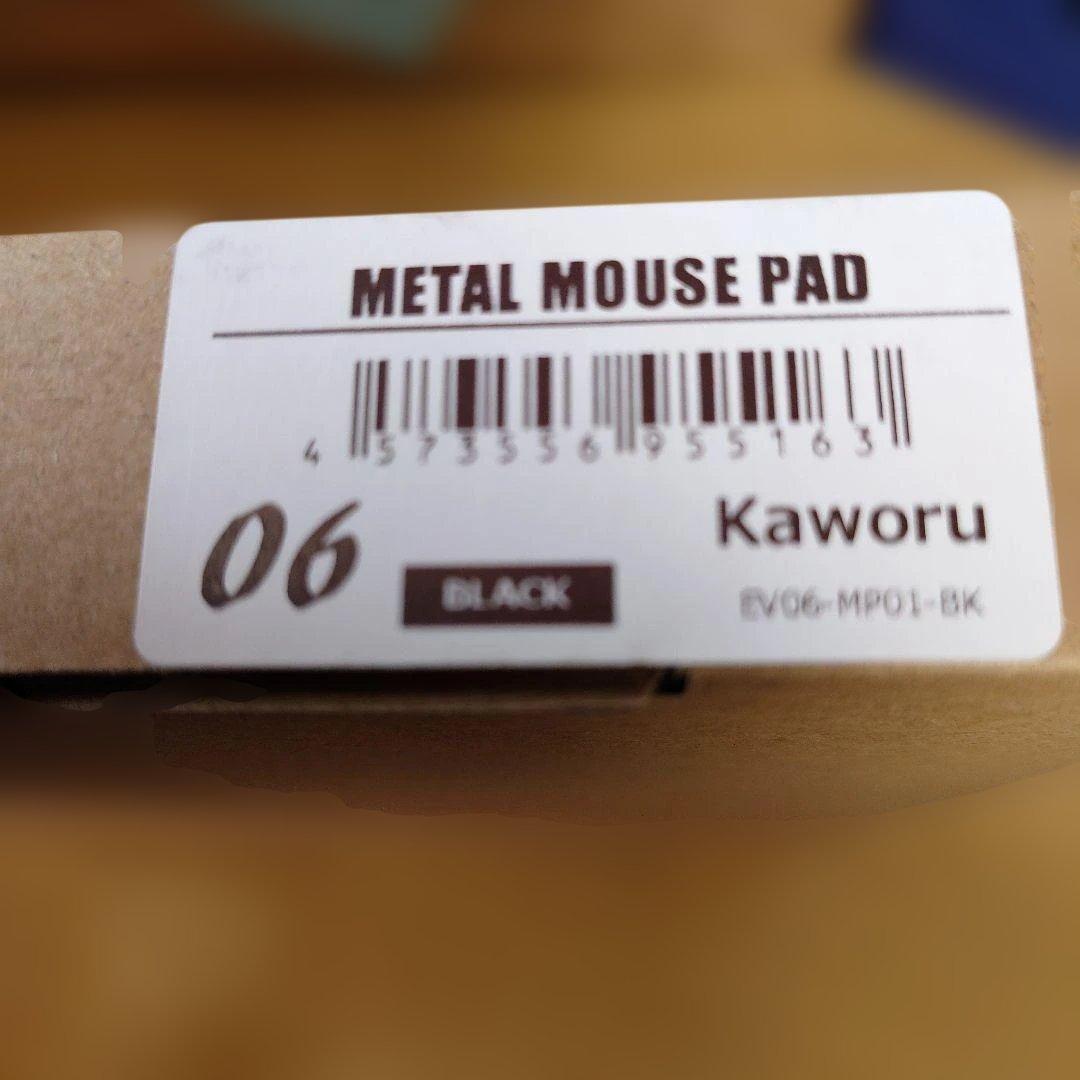 METAL MOUSE PAD
4 573556 955163
06
BLACK
Kaworu
EV06-MP01-BK